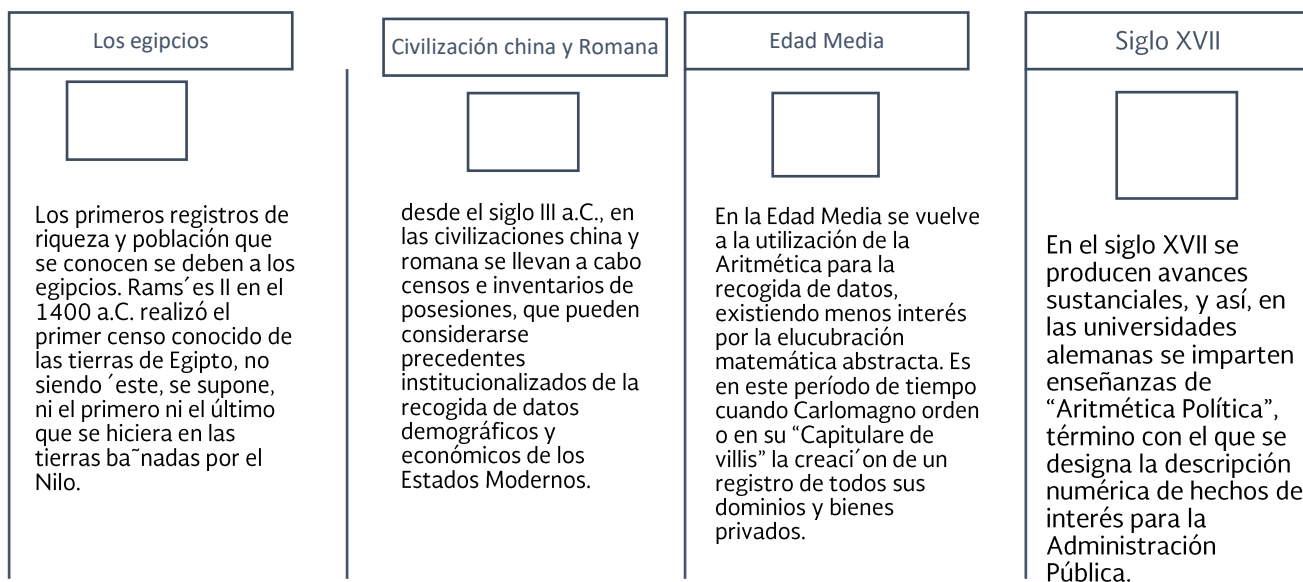 Los egipcios
Los primeros registros de
riqueza y población que
se conocen se deben a los
egipcios. Rams´es II en el
1400 a.C. realizó el
primer censo conocido de
las tierras de Egipto, no
siendo ´este, se supone,
ni el primero ni el último
que se hiciera en las
tierras ba˜nadas por el
Nilo.
Civilización china y Romana
desde el siglo III a.C., en
las civilizaciones china y
romana se llevan a cabo
censos e inventarios de
posesiones, que pueden
considerarse
precedentes
institucionalizados de la
recogida de datos
demográficos y
económicos de los
Estados Modernos.
Edad Media
En la Edad Media se vuelve
a la utilización de la
Aritmética para la
recogida de datos,
existiendo menos interés
por la elucubración
matemática abstracta. Es
en este período de tiempo
cuando Carlomagno orden
o en su “Capitulare de
villis” la creaci´on de un
registro de todos sus
dominios y bienes
privados.
Siglo XVII
En el siglo XVII se
producen avances
sustanciales, y así, en
las universidades
alemanas se imparten
enseñanzas de
“Aritmética Política”,
término con el que se
designa la descripción
numérica de hechos de
interés para la
Administración
Pública.